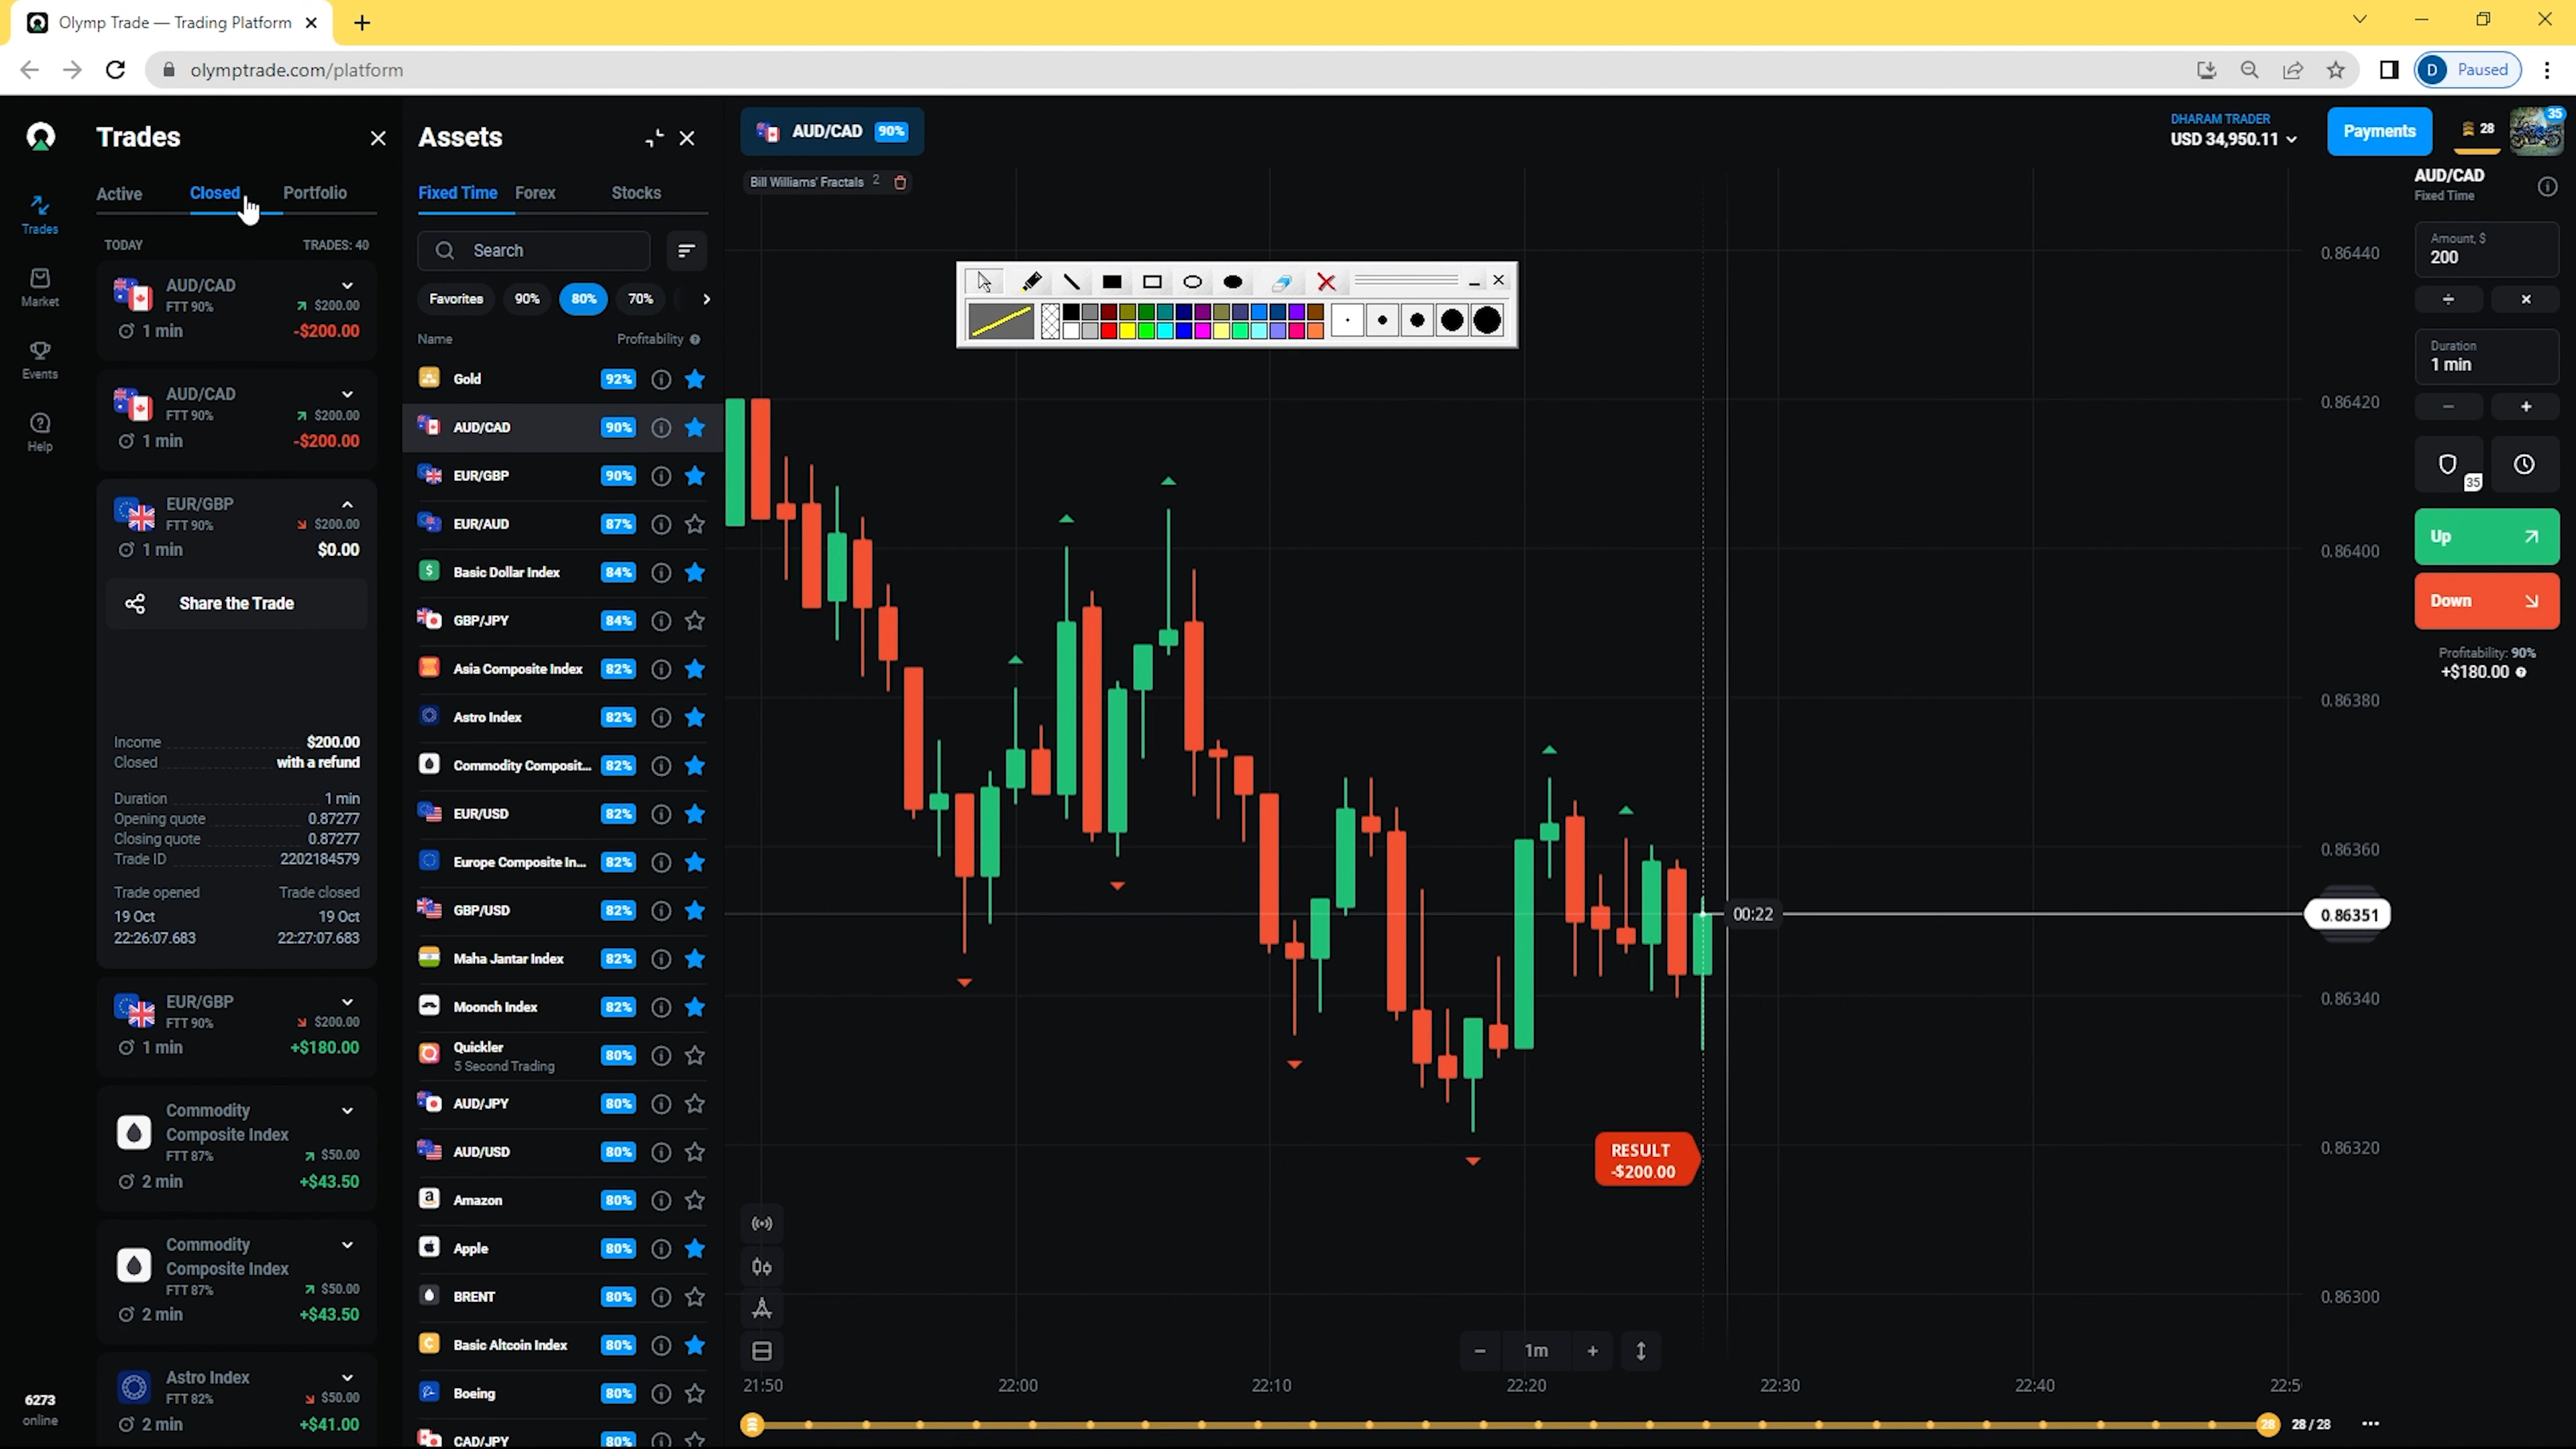 Olymp Trade — Trading Platform
olymptrade.com/platform
D Paused
Trades
Market
Events
Help
6273
online
Trades
Active Closed Portfolio
TODAY TRADES: 40
AUD/CAD
FTT 90% $200.00
1 min -$200.00
AUD/CAD
FTT 90% $200.00
1 min -$200.00
EUR/GBP
FTT 90% $200.00
1 min $0.00
Share the Trade
Income $200.00
Closed with a refund
Duration 1 min
Opening quote 0.87277
Closing quote 0.87277
Trade ID 2202184579
Trade opened Trade closed
19 Oct 19 Oct
22:26:07.683 22:27:07.683
EUR/GBP
FTT 90% $200.00
1 min +$180.00
Commodity
Composite Index
FTT 87% $50.00
2 min +$43.50
Commodity
Composite Index
FTT 87% $50.00
2 min +$43.50
Astro Index
FTT 82% $50.00
2 min +$41.00
Assets
Fixed Time Forex Stocks
Search
Favorites 90% 80% 70%
Name Profitability
Gold 92%
AUD/CAD 90%
EUR/GBP 90%
EUR/AUD 87%
Basic Dollar Index 84%
GBP/JPY 84%
Asia Composite Index 82%
Astro Index 82%
Commodity Composit... 82%
EUR/USD 82%
Europe Composite In... 82%
GBP/USD 82%
Maha Jantar Index 82%
Moonch Index 82%
Quickler 80%
5 Second Trading
AUD/JPY 80%
AUD/USD 80%
Amazon 80%
Apple 80%
BRENT 80%
Basic Altcoin Index 80%
Boeing 80%
CAD/JPY 80%
AUD/CAD 90%
Bill Williams' Fractals 2
00:22
RESULT
-$200.00
1m
21:50 22:00 22:10 22:20 22:30 22:40 22:5
28 28 / 28
0.86440
0.86420
0.86400
0.86380
0.86360
0.86351
0.86340
0.86320
0.86300
DHARAM TRADER
USD 34,950.11
Payments
28
35
AUD/CAD
Fixed Time
Amount, $
200
Duration
1 min
35
Up
Down
Profitability: 90%
+$180.00